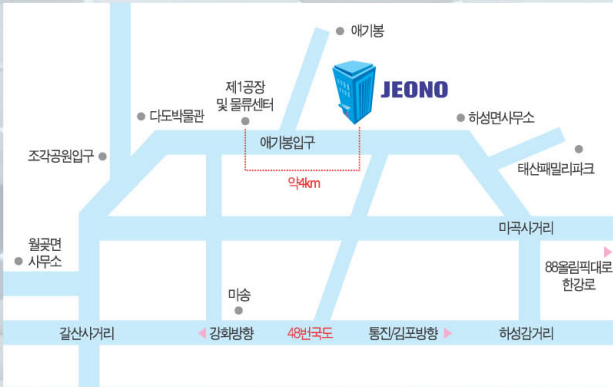 애기봉
제1공장
및 물류센터
JEONO
다도박물관
하성면사무소
애기봉입구
조각공원입구
태산패밀리파크
약4km
마곡사거리
월곶면
사무소
88올림픽대로
한강로
미송
갈산사거리
강화방향
48번국도
통진/김포방향
하성삼거리